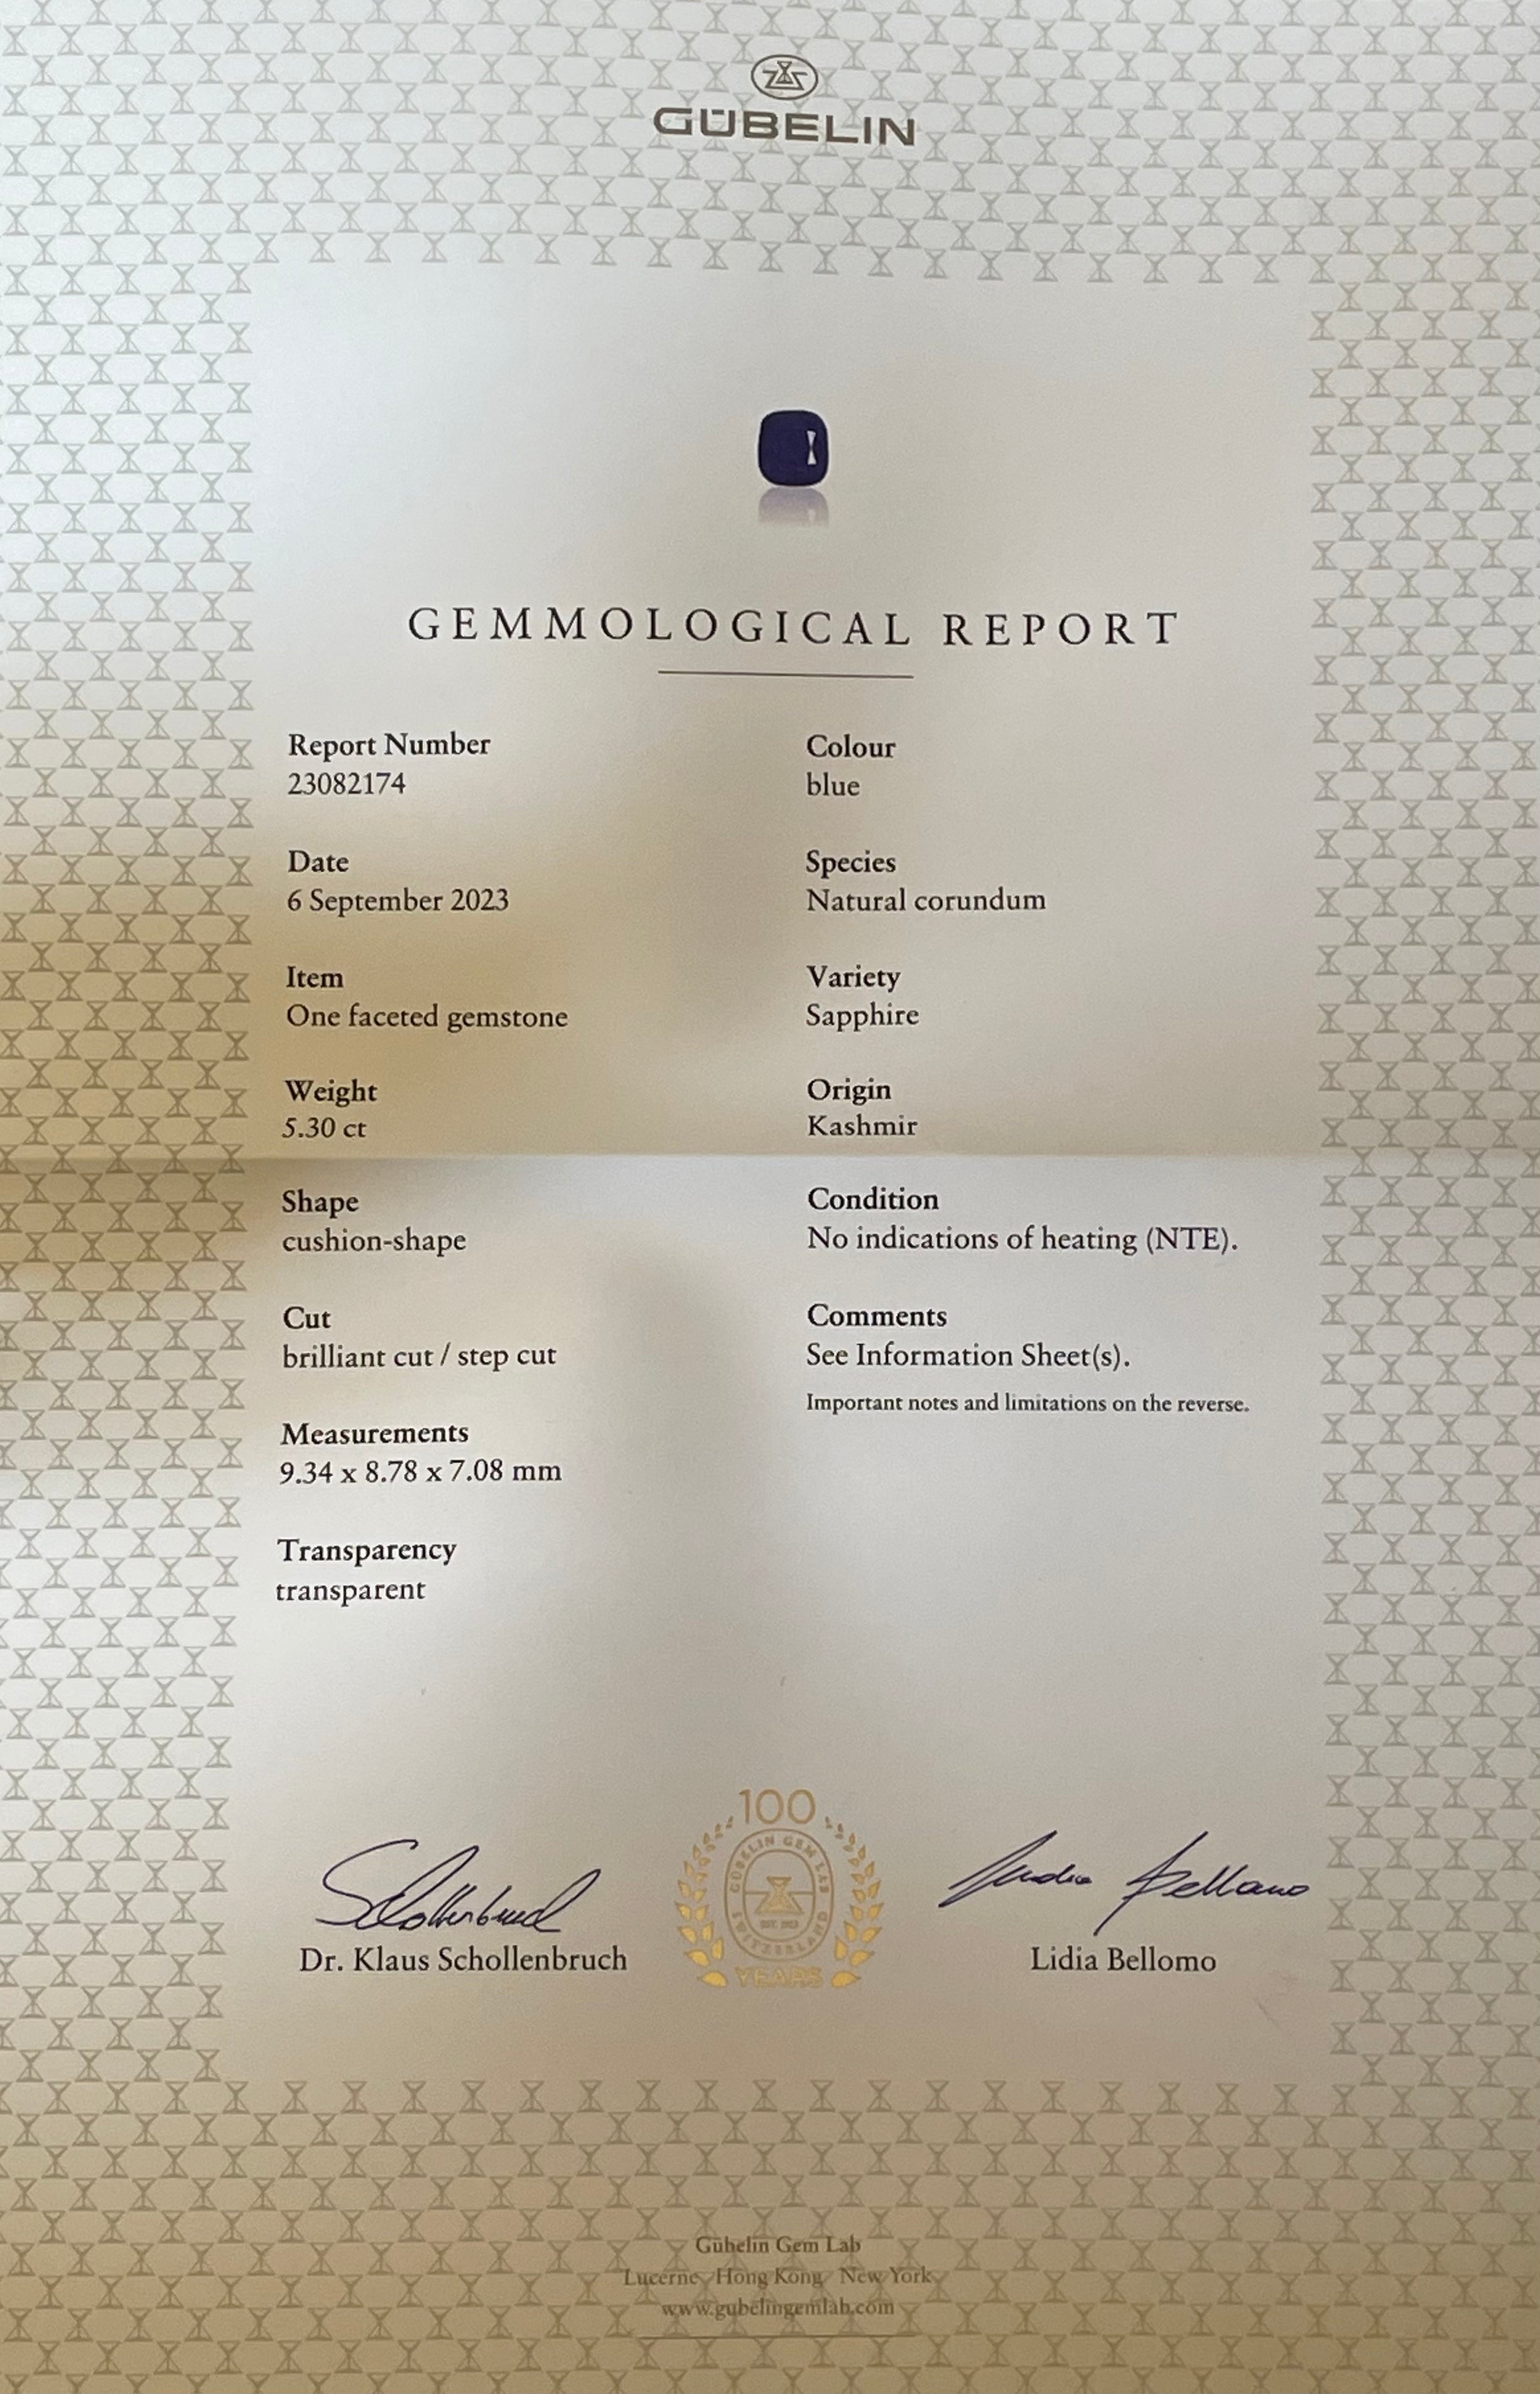 GÜBELIN
GEMMOLOGICAL REPORT
Report Number
23082174
Date
6 September 2023
Item
One faceted gemstone
Weight
5.30 ct
Shape
cushion-shape
Cut
brilliant cut / step cut
Measurements
9.34 x 8.78 x 7.08 mm
Transparency
transparent
Colour
blue
Species
Natural corundum
Variety
Sapphire
Origin
Kashmir
Condition
No indications of heating (NTE).
Comments
See Information Sheet(s).
Important notes and limitations on the reverse.
Dr. Klaus Schollenbruch
100
GÜBELIN GEM LAB
SWITZERLAND
YEARS
Lidia Bellomo
Gübelin Gem Lab
Lucerne Hong Kong New York
www.gubelingemlab.com